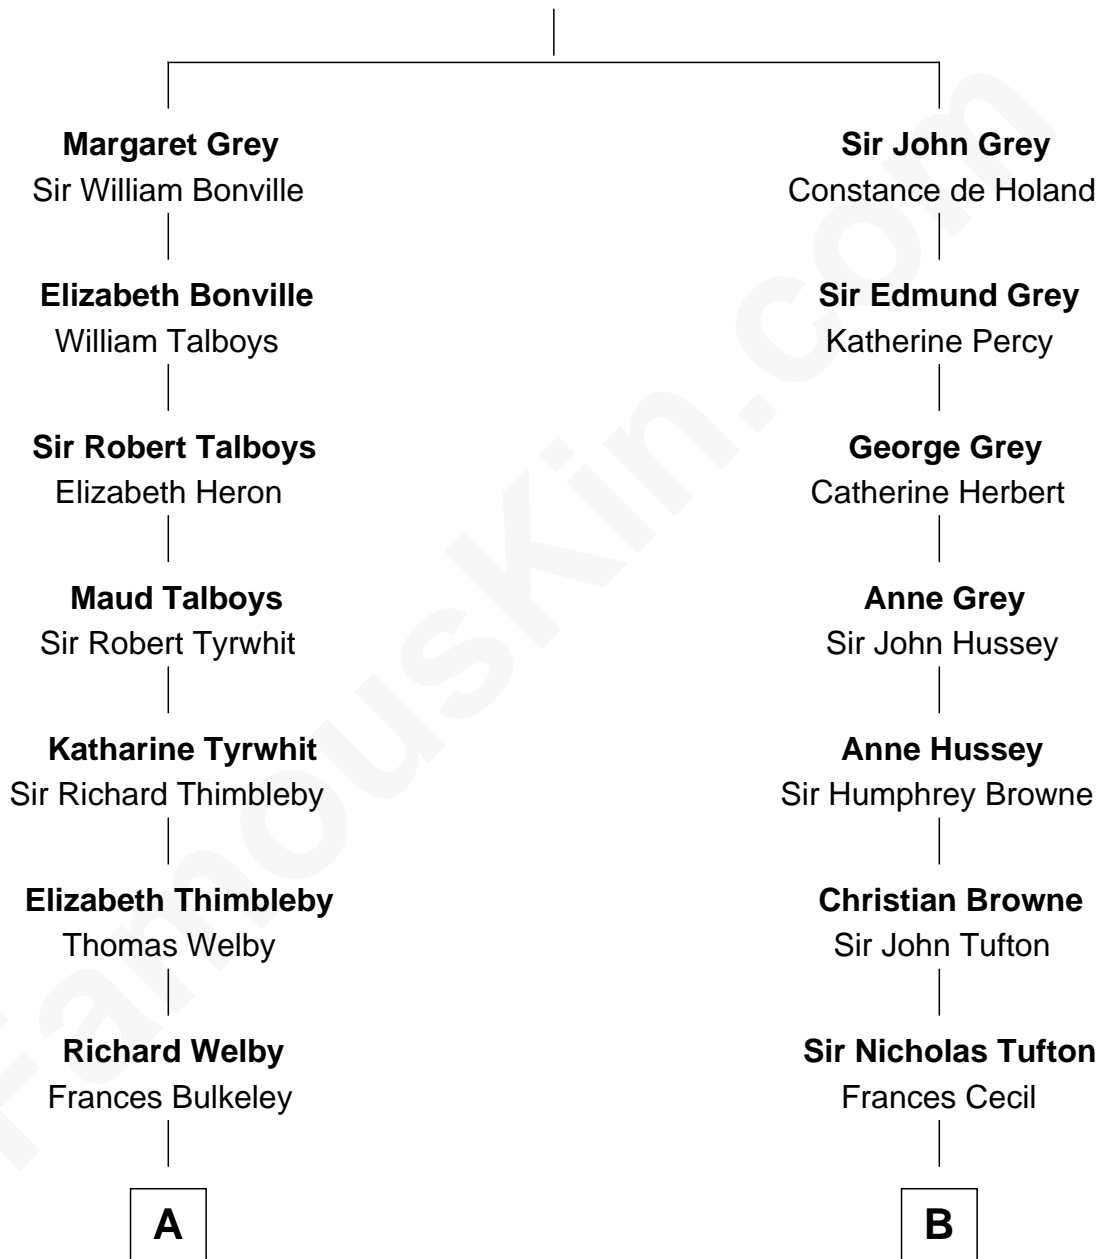 Margaret Grey
Sir William Bonville
Sir John Grey
Constance de Holand
Elizabeth Bonville
William Talboys
Sir Edmund Grey
Katherine Percy
Sir Robert Talboys
Elizabeth Heron
George Grey
Catherine Herbert
Maud Talboys
Sir Robert Tyrwhit
Anne Grey
Sir John Hussey
Katharine Tyrwhit
Sir Richard Thimbleby
Anne Hussey
Sir Humphrey Browne
Elizabeth Thimbleby
Thomas Welby
Christian Browne
Sir John Tufton
Richard Welby
Frances Bulkeley
Sir Nicholas Tufton
Frances Cecil
A
B
FamousKin.com